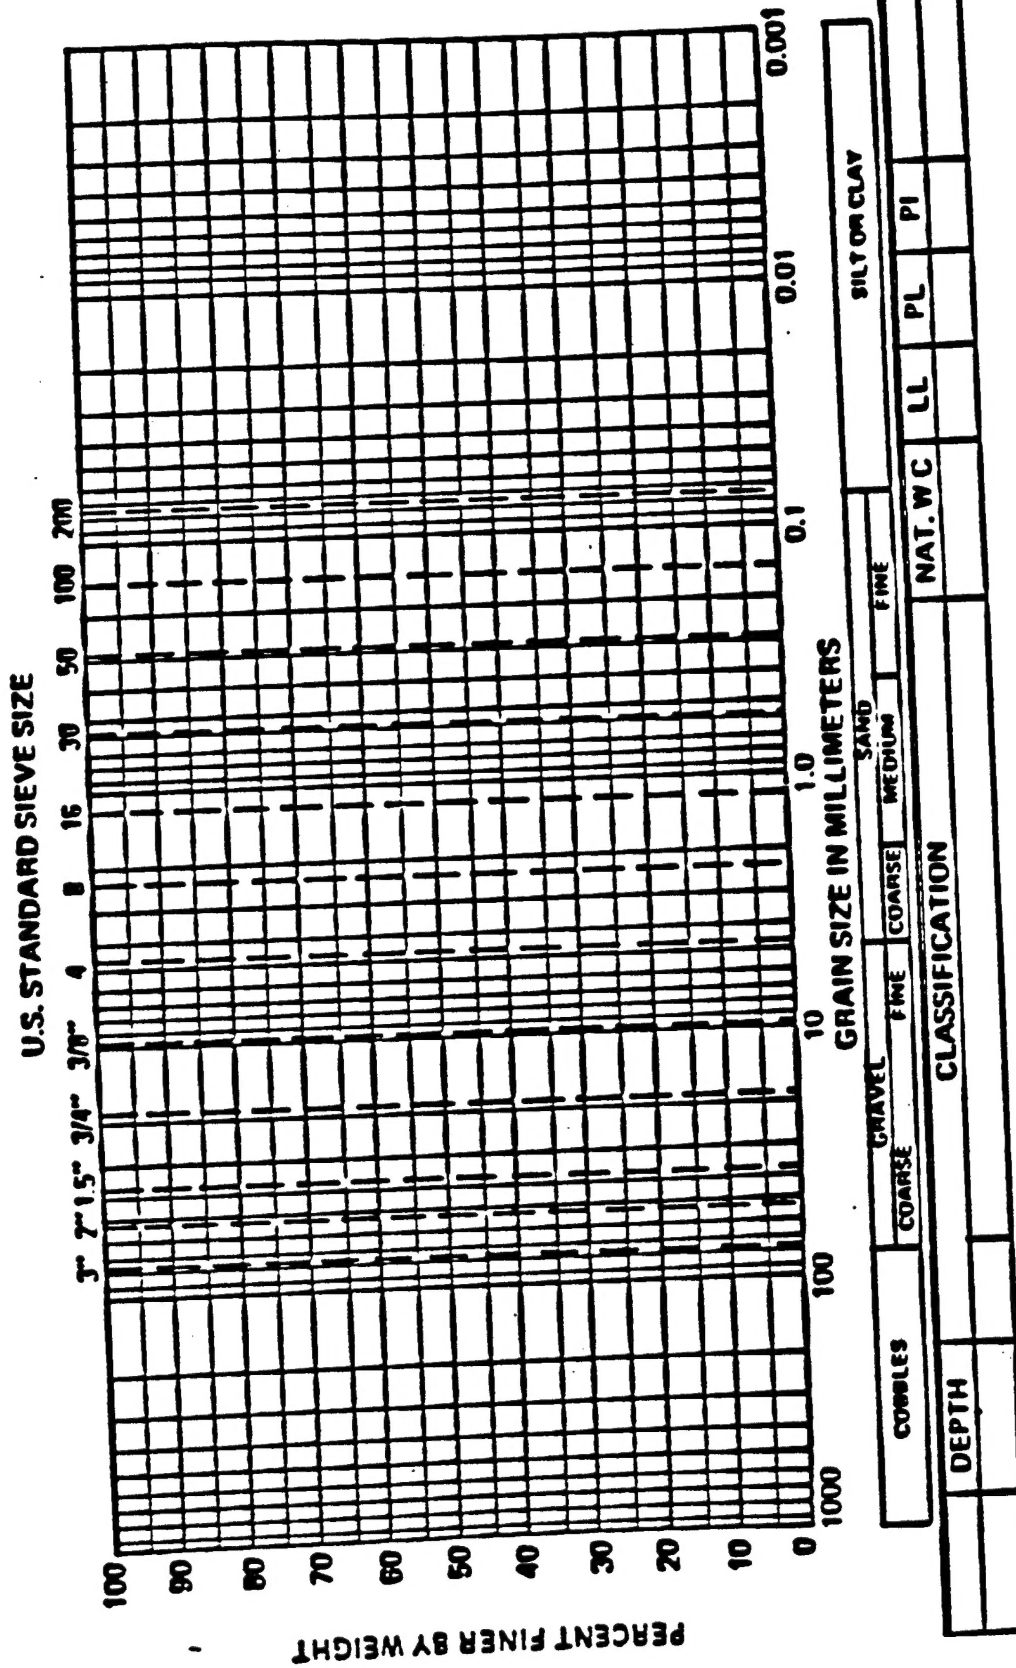 U.S. STANDARD SIEVE SIZE
3" 2" 1.5" 3/4" 3/8" 4 8 16 30 50 100 200
PERCENT FINER BY WEIGHT
100
90
80
70
60
50
40
30
20
10
0
1000 100 10 1.0 0.1 0.01 0.001
GRAIN SIZE IN MILLIMETERS
COBBLES GRAVEL SAND SILT OR CLAY
COARSE FINE COARSE MEDIUM FINE
DEPTH CLASSIFICATION NAT. W C LL PL PI